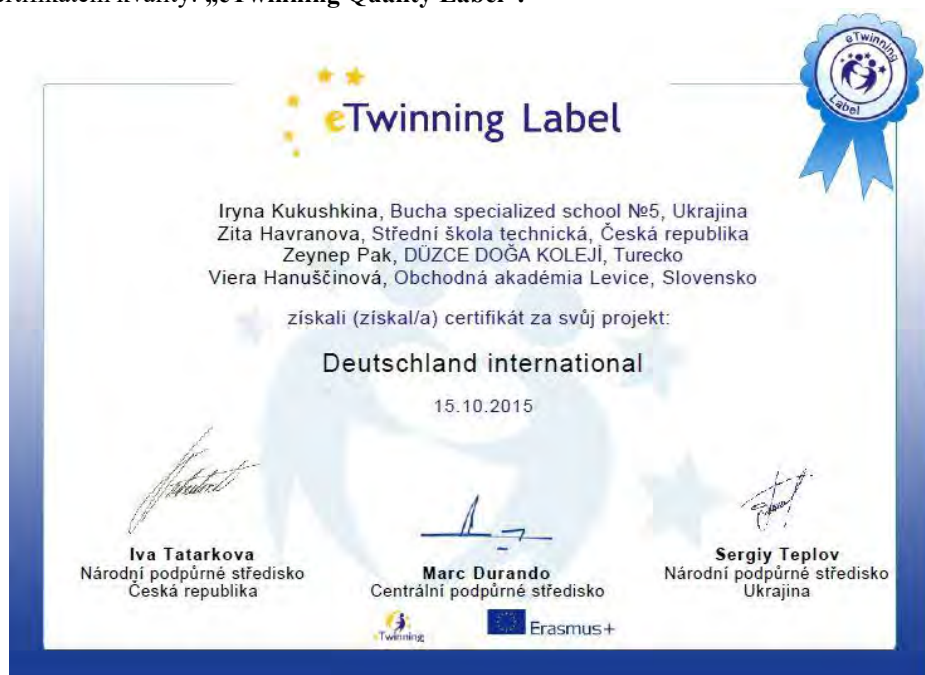 kvality: „eTwinning Quality Label“.
eTwinning
Label
eTwinning Label
Iryna Kukushkina, Bucha specialized school №5, Ukrajina
Zita Havranova, Střední škola technická, Česká republika
Zeynep Pak, DÜZCE DOĞA KOLEJİ, Turecko
Viera Hanuščinová, Obchodná akadémia Levice, Slovensko
získali (získal/a) certifikát za svůj projekt:
Deutschland international
15.10.2015
Iva Tatarkova
Národní podpůrné středisko
Česká republika
Marc Durando
Centrální podpůrné středisko
Sergiy Teplov
Národní podpůrné středisko
Ukrajina
eTwinning
Erasmus+